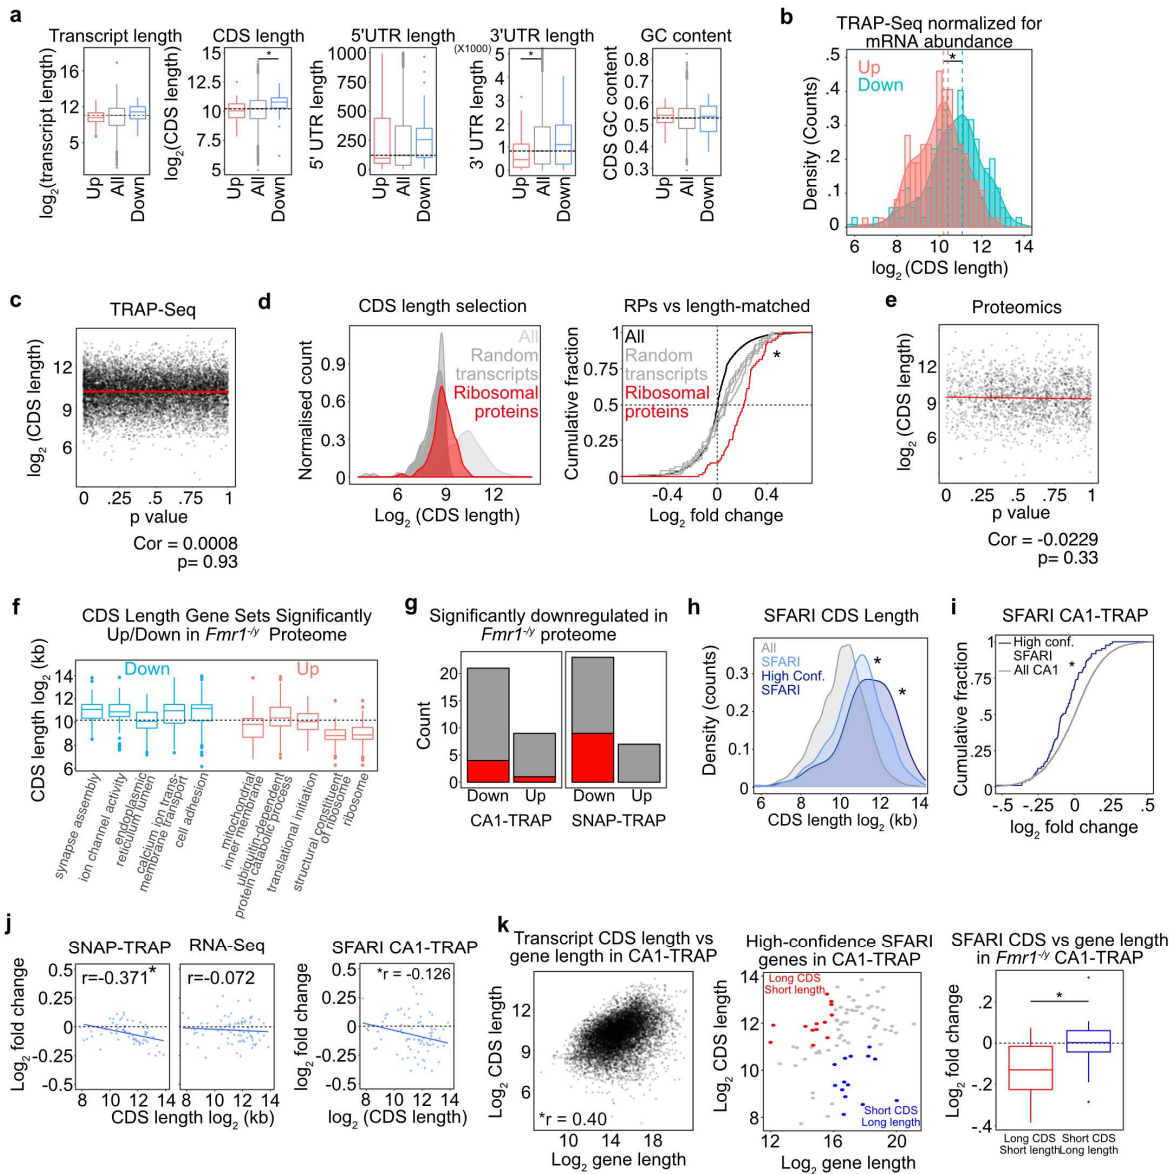 a
Transcript length
CDS length
5'UTR length
3'UTR length
GC content
log2(transcript length)
16
12
5
Up
All
Down
log2(CDS length)
15
12.5
10
7.5
5
*
Up
All
Down
5' UTR length
1000
750
500
250
0
Up
All
Down
(X1000)
3' UTR length
5
4
3
2
1
0
*
Up
All
Down
CDS GC content
0.8
0.7
0.6
0.5
0.4
0.3
Up
All
Down
b
TRAP-Seq normalized for
mRNA abundance
Up
Down
*
Density (Counts)
.5
.4
.3
.2
.1
0
6 8 10 12 14
log2 (CDS length)
c
TRAP-Seq
log2 (CDS length)
12
9
6
0 .25 .5 .75 1
p value
Cor = 0.0008
p= 0.93
d
CDS length selection
All
Random
transcripts
Ribosomal
proteins
Normalised count
0.9
0.6
0.3
0
6 9 12
Log2 (CDS length)
RPs vs length-matched
All
Random
transcripts
Ribosomal
proteins
*
Cumulative fraction
1
0.75
0.5
0.25
0
-0.4 0 0.4
Log2 fold change
e
Proteomics
log2 (CDS length)
12
9
6
0 .25 .5 .75 1
p value
Cor = -0.0229
p= 0.33
f
CDS Length Gene Sets Significantly
Up/Down in Fmr1-/y Proteome
Down
Up
CDS length log2 (kb)
14
12
10
8
6
synapse assembly
ion channel activity
endoplasmic
reticulum lumen
calcium ion trans-
membrane transport
cell adhesion
mitochondrial
inner membrane
ubiquitin-dependent
protein catabolic process
translational initiation
structural constituent
of ribosome
ribosome
g
Significantly downregulated in
Fmr1-/y proteome
Count
20
15
10
5
0
Down Up
Down Up
CA1-TRAP
SNAP-TRAP
h
SFARI CDS Length
All
SFARI
High Conf.
SFARI
*
*
Density (counts)
0.3
0.2
0.1
0
6 8 10 12 14
CDS length log2 (kb)
i
SFARI CA1-TRAP
High conf.
SFARI
All CA1
*
Cumulative fraction
1
.75
.5
.25
0
-.5 -.25 0 .25 .5
log2 fold change
j
SNAP-TRAP
RNA-Seq
SFARI CA1-TRAP
r=-0.371*
r=-0.072
Log2 fold change
0.5
0.25
0
-0.25
-0.5
8 10 12 14
8 10 12 14
CDS length log2 (kb)
*r = -0.126
log2 fold change
0.5
0.25
0
-0.25
-0.5
8 10 12 14
log2 (CDS length)
k
Transcript CDS length vs
gene length in CA1-TRAP
Log2 CDS length
12
9
6
*r = 0.40
10 12 14 18
Log2 gene length
High-confidence SFARI
genes in CA1-TRAP
Long CDS
Short length
Short CDS
Long length
Log2 CDS length
14
12
10
8
12 14 16 18 20
Log2 gene length
SFARI CDS vs gene length
in Fmr1-/y CA1-TRAP
*
Log2 fold change
.2
0
-.2
-.4
Long CDS
Short length
Short CDS
Long length